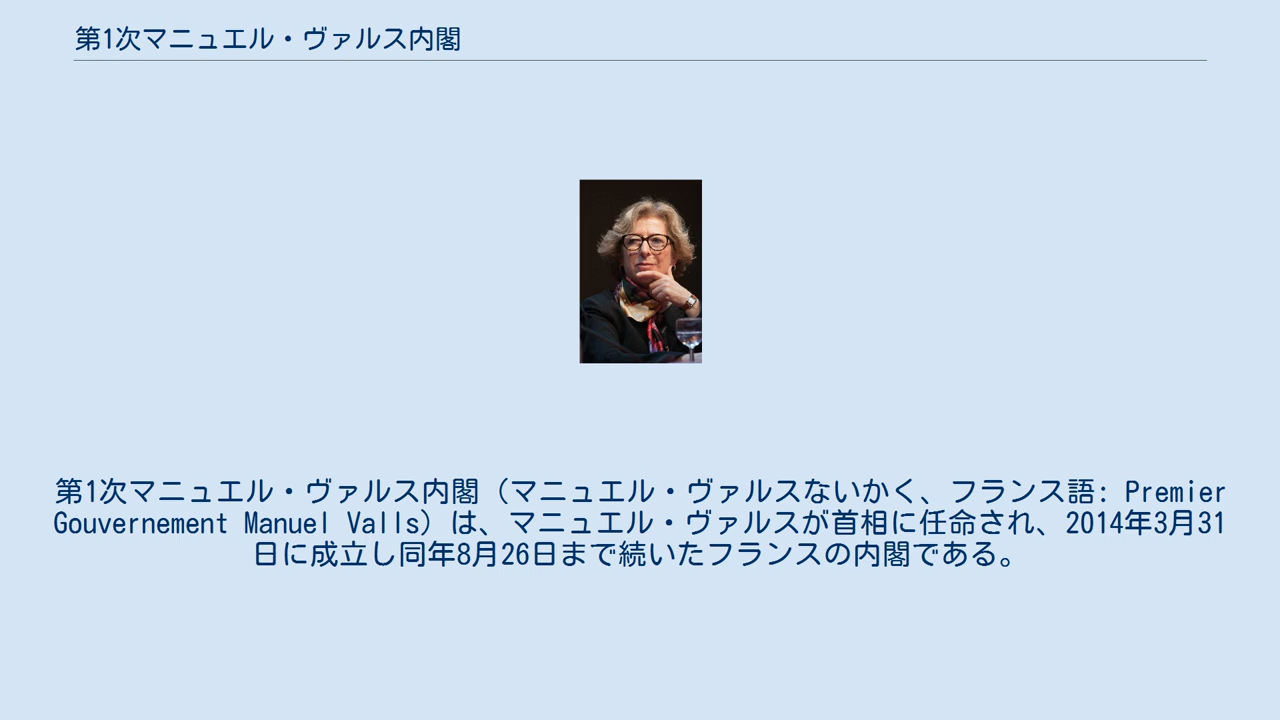 第1次マニュエル・ヴァルス内閣
第1次マニュエル・ヴァルス内閣（マニュエル・ヴァルスないかく、フランス語: Premier
Gouvernement Manuel Valls）は、マニュエル・ヴァルスが首相に任命され、2014年3月31
日に成立し同年8月26日まで続いたフランスの内閣である。